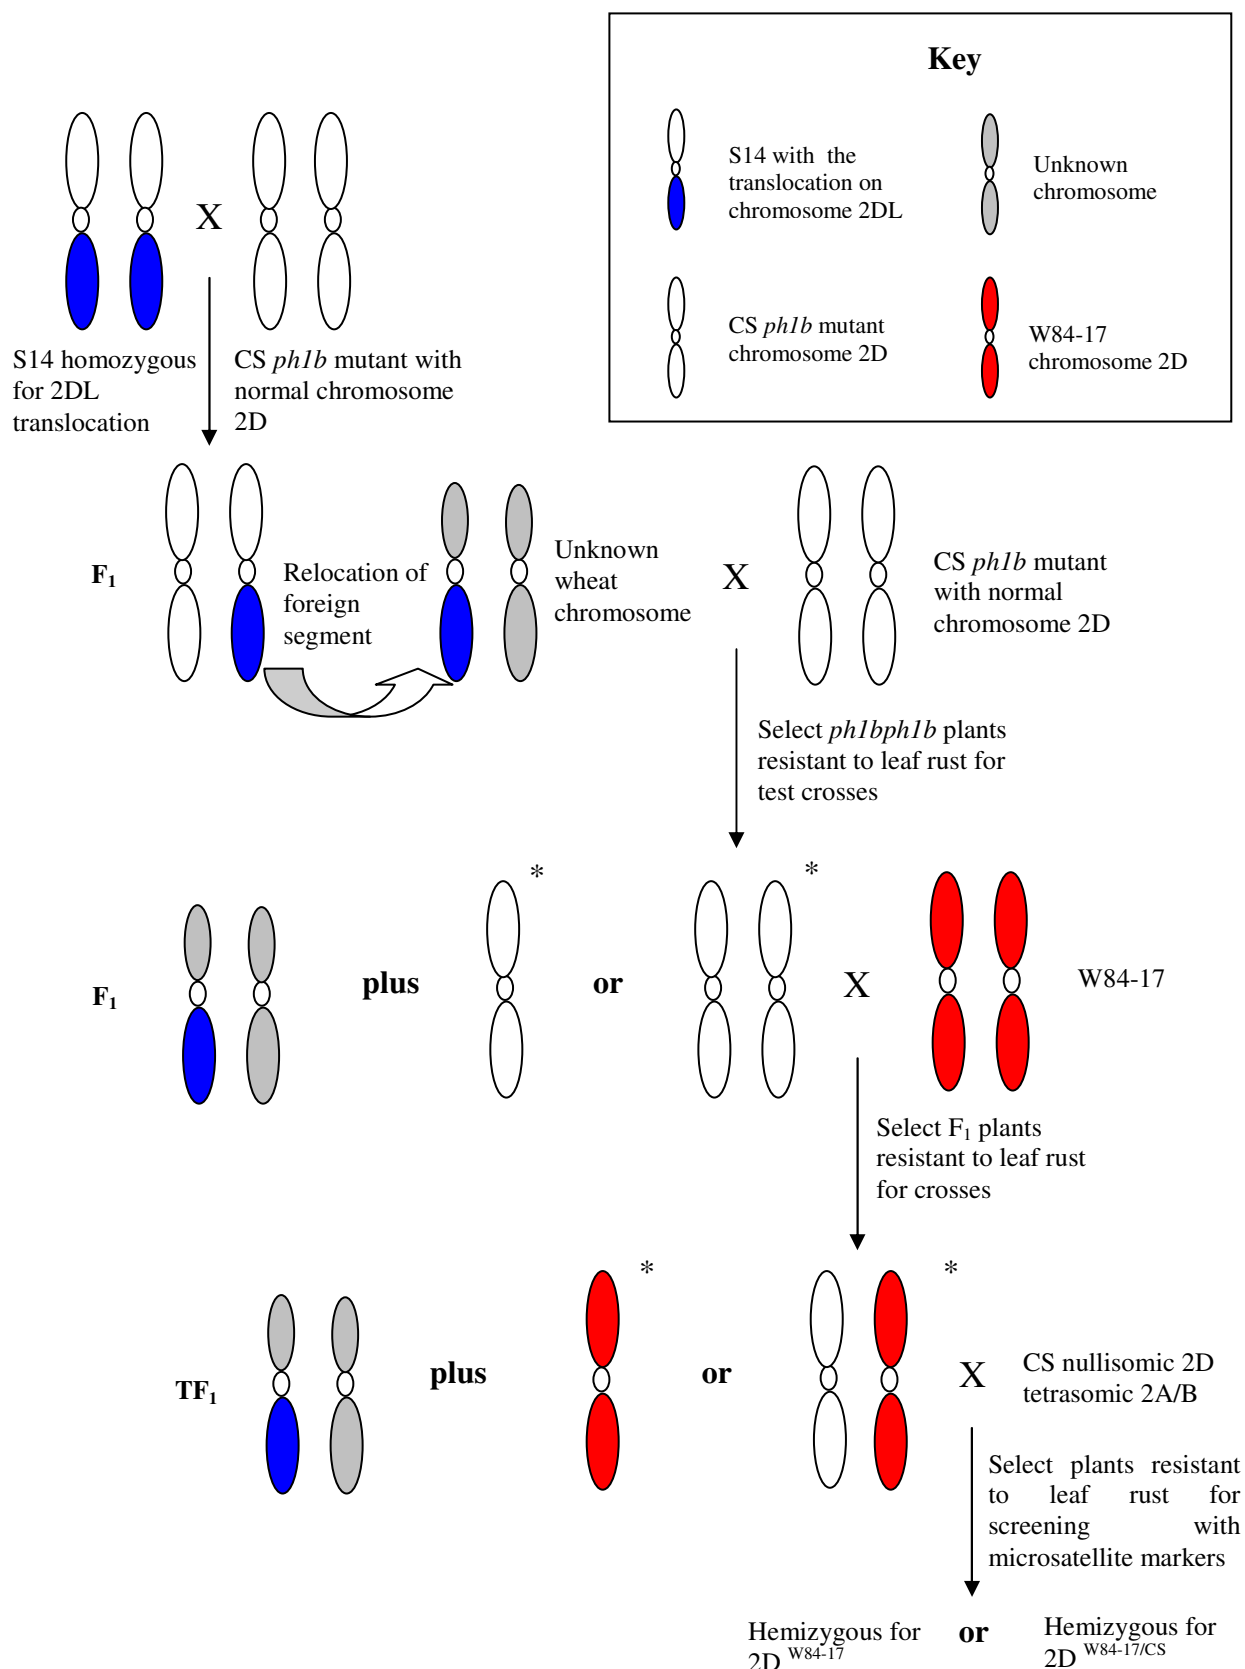 Key
S14 with the
translocation on
chromosome 2DL
Unknown
chromosome
CS ph1b mutant
chromosome 2D
W84-17
chromosome 2D
X
S14 homozygous
for 2DL
translocation
CS ph1b mutant with
normal chromosome
2D
F1
Relocation of
foreign
segment
Unknown
wheat
chromosome
X
CS ph1b mutant
with normal
chromosome 2D
Select ph1bph1b plants
resistant to leaf rust for
test crosses
F1
plus
*
or
*
X
W84-17
Select F1 plants
resistant to leaf rust
for crosses
TF1
plus
*
or
*
X
CS nullisomic 2D
tetrasomic 2A/B
Select plants resistant
to leaf rust for
screening with
microsatellite markers
Hemizygous for
2D W84-17
or
Hemizygous for
2D W84-17/CS